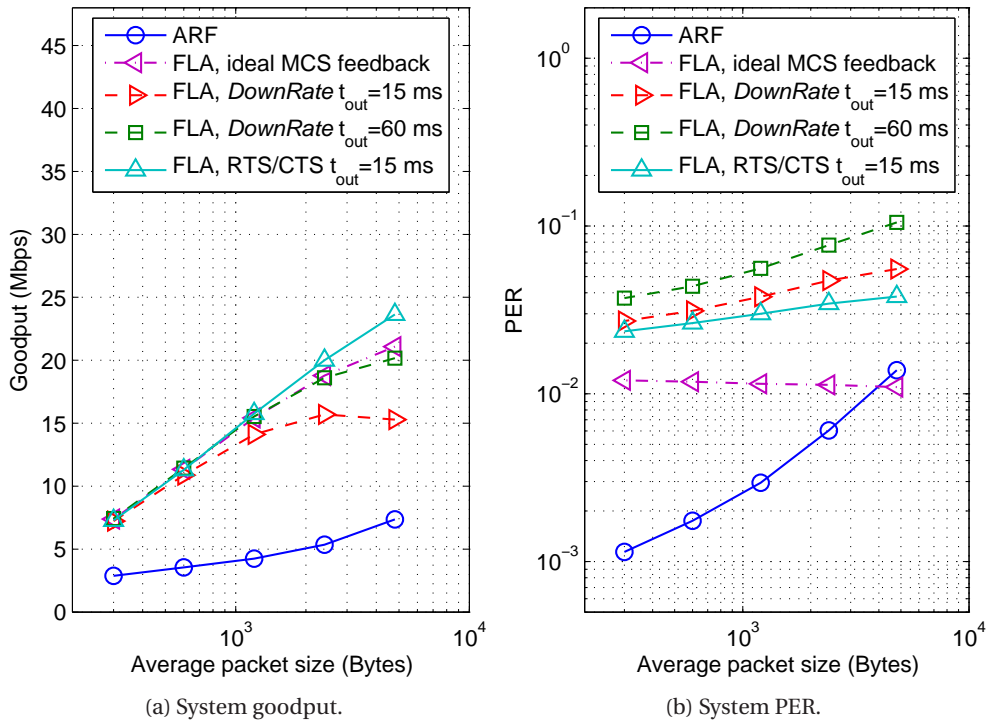 45
40
35
30
25
20
15
10
5
0
Goodput (Mbps)
ARF
FLA, ideal MCS feedback
FLA, DownRate t_out=15 ms
FLA, DownRate t_out=60 ms
FLA, RTS/CTS t_out=15 ms
10^3
10^4
Average packet size (Bytes)
(a) System goodput.
10^0
10^-1
10^-2
10^-3
PER
ARF
FLA, ideal MCS feedback
FLA, DownRate t_out=15 ms
FLA, DownRate t_out=60 ms
FLA, RTS/CTS t_out=15 ms
10^3
10^4
Average packet size (Bytes)
(b) System PER.